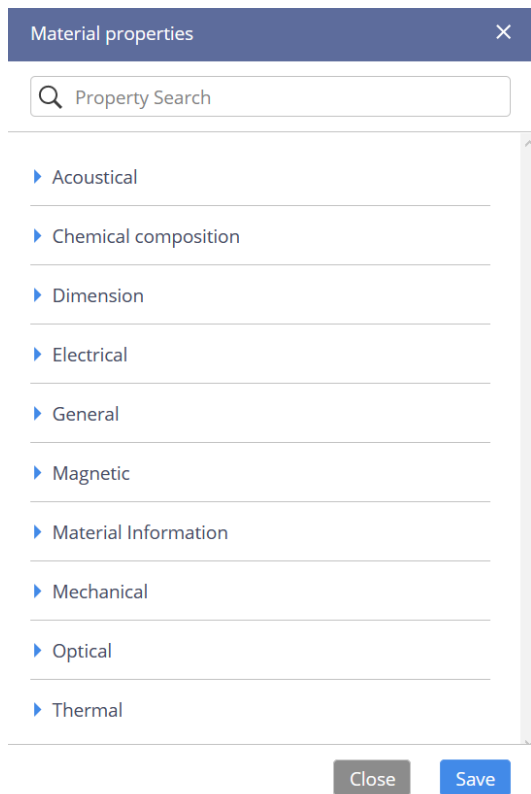 Material properties
Property Search
Acoustical
Chemical composition
Dimension
Electrical
General
Magnetic
Material Information
Mechanical
Optical
Thermal
Close Save